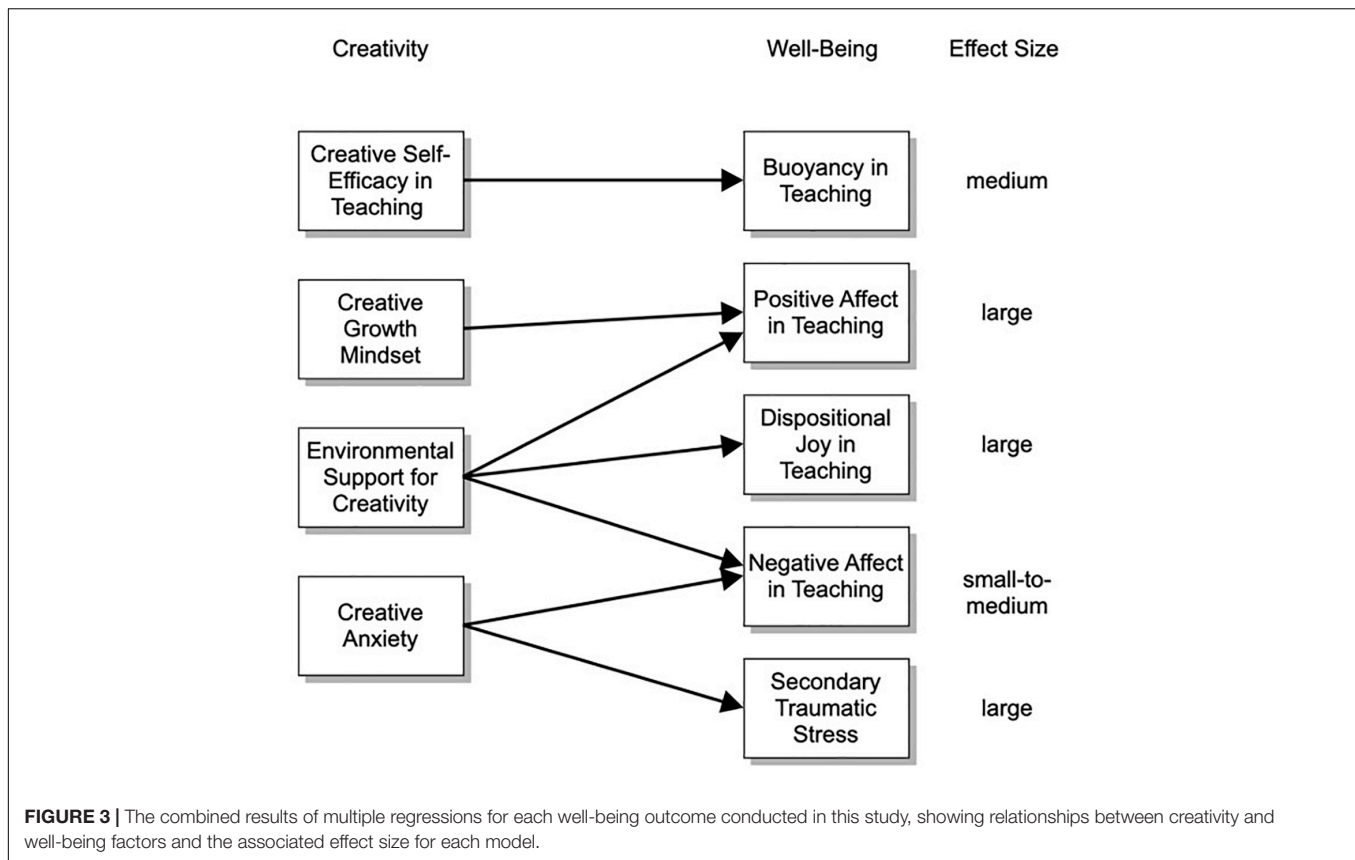 Creativity
Well-Being
Effect Size
Creative Self-
Efficacy in
Teaching
Buoyancy in
Teaching
medium
Creative
Growth
Mindset
Positive Affect
in Teaching
large
Environmental
Support for
Creativity
Dispositional
Joy in
Teaching
large
Creative
Anxiety
Negative Affect
in Teaching
small-to-
medium
Secondary
Traumatic
Stress
large
FIGURE 3 | The combined results of multiple regressions for each well-being outcome conducted in this study, showing relationships between creativity and
well-being factors and the associated effect size for each model.